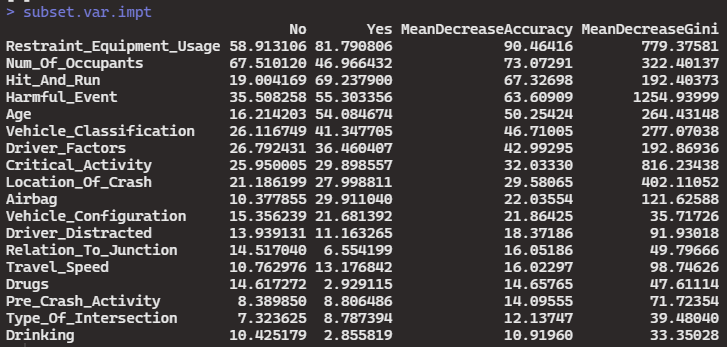 > subset.var.impt
No Yes MeanDecreaseAccuracy MeanDecreaseGini
Restraint_Equipment_Usage 58.913106 81.790806 90.46416 779.37581
Num_Of_Occupants 67.510120 46.966432 73.07291 322.40137
Hit_And_Run 19.004169 69.237900 67.32698 192.40373
Harmful_Event 35.508258 55.303356 63.60909 1254.93999
Age 16.214203 54.084674 50.25424 264.43148
Vehicle_Classification 26.116749 41.347705 46.71005 277.07038
Driver_Factors 26.792431 36.460407 42.99295 192.86936
Critical_Activity 25.950005 29.898557 32.03330 816.23438
Location_Of_Crash 21.186199 27.998811 29.58065 402.11052
Airbag 10.377855 29.911040 22.03554 121.62588
Vehicle_Configuration 15.356239 21.681392 21.86425 35.71726
Driver_Distracted 13.939131 11.163265 18.37186 91.93018
Relation_To_Junction 14.517040 6.554199 16.05186 49.79666
Travel_Speed 10.762976 13.176842 16.02297 98.74626
Drugs 14.617272 2.929115 14.65765 47.61114
Pre_Crash_Activity 8.389850 8.806486 14.09555 71.72354
Type_Of_Intersection 7.323625 8.787394 12.13747 39.48040
Drinking 10.425179 2.855819 10.91960 33.35028